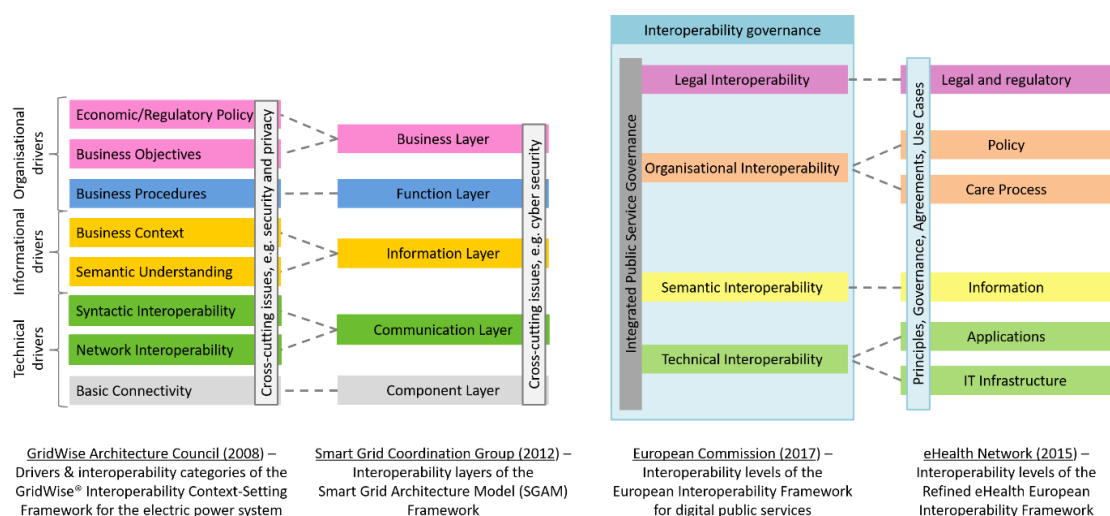 Interoperability governance
Organisational
drivers
Informational
drivers
Technical
drivers
Economic/Regulatory Policy
Business Objectives
Business Procedures
Business Context
Semantic Understanding
Syntactic Interoperability
Network Interoperability
Basic Connectivity
Cross-cutting issues, e.g. security and privacy
Business Layer
Function Layer
Information Layer
Communication Layer
Component Layer
Cross-cutting issues, e.g. cyber security
Integrated Public Service Governance
Legal Interoperability
Organisational Interoperability
Semantic Interoperability
Technical Interoperability
Principles, Governance, Agreements, Use Cases
Legal and regulatory
Policy
Care Process
Information
Applications
IT Infrastructure
GridWise Architecture Council (2008) –
Drivers & interoperability categories of the
GridWise® Interoperability Context-Setting
Framework for the electric power system
Smart Grid Coordination Group (2012) –
Interoperability layers of the
Smart Grid Architecture Model (SGAM)
Framework
European Commission (2017) –
Interoperability levels of the
European Interoperability Framework
for digital public services
eHealth Network (2015) –
Interoperability levels of the
Refined eHealth European
Interoperability Framework